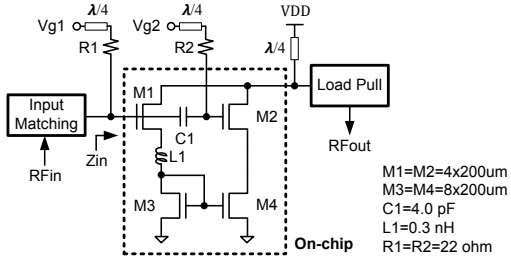 λ/4
λ/4
VDD
Vg1
Vg2
R1
R2
λ/4
M1
Input
Matching
Load Pull
M2
C1
Zin
L1
RFin
RFout
M3
M4
On-chip
M1=M2=4x200um
M3=M4=8x200um
C1=4.0 pF
L1=0.3 nH
R1=R2=22 ohm